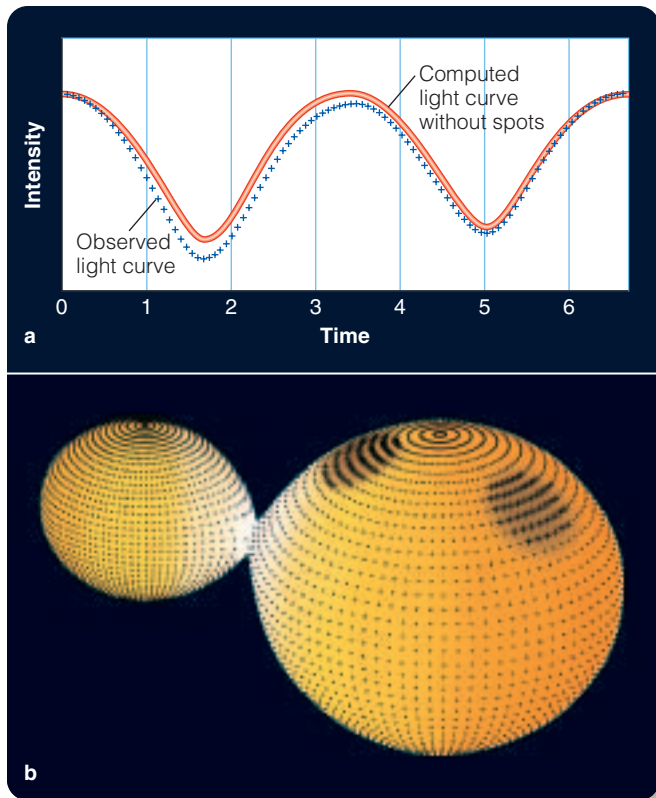 Computed
light curve
without spots
Intensity
Observed
light curve
0 1 2 3 4 5 6
a
Time
b